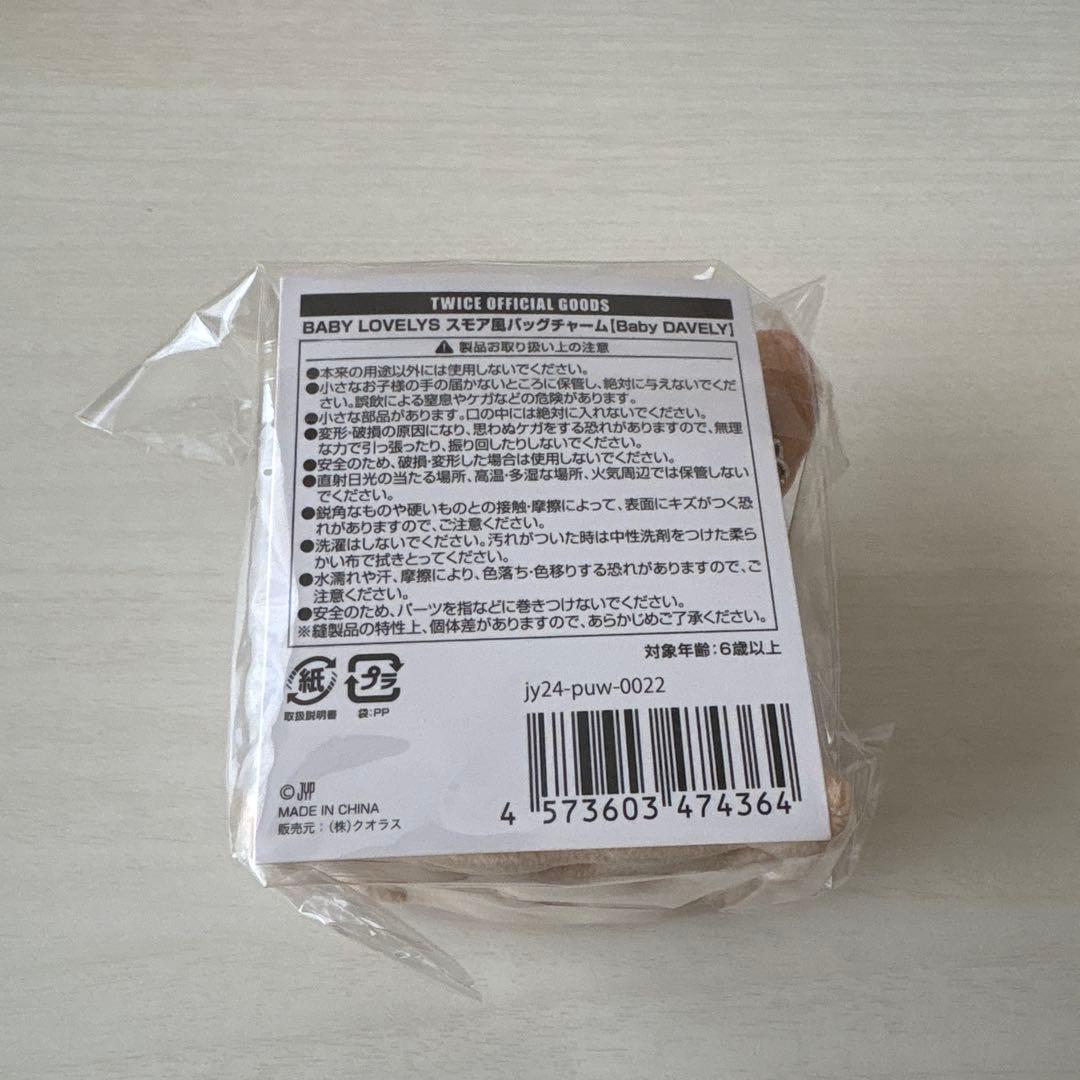 TWICE OFFICIAL GOODS
BABY LOVELYS スモア風バッグチャーム【Baby DAVELY】
製品お取り扱い上の注意
●本来の用途以外には使用しないでください。
●小さなお子様の手の届かないところに保管し、絶対に与えないでくだ
さい。誤飲による窒息やケガなどの危険があります。
●小さな部品があります。口の中には絶対に入れないでください。
●変形・破損の原因になり、思わぬケガをする恐れがありますので、無理
な力で引っ張ったり、振り回したりしないでください。
●安全のため、破損・変形した場合は使用しないでください。
●直射日光の当たる場所、高温・多湿な場所、火気周辺では保管しない
でください。
●鋭角なものや硬いものとの接触・摩擦によって、表面にキズがつく恐
れがありますので、ご注意ください。
●洗濯はしないでください。汚れがついた時は中性洗剤をつけた柔ら
かい布で拭きとってください。
●水濡れや汗、摩擦により、色落ち・色移りする恐れがありますので、ご
注意ください。
●安全のため、パーツを指などに巻きつけないでください。
※縫製品の特性上、個体差がありますので、あらかじめご了承ください。
対象年齢:6歳以上
紙 プラ
取扱説明書 袋:PP
jy24-puw-0022
4 573603 474364
© JYP
MADE IN CHINA
販売元:(株)クオラス